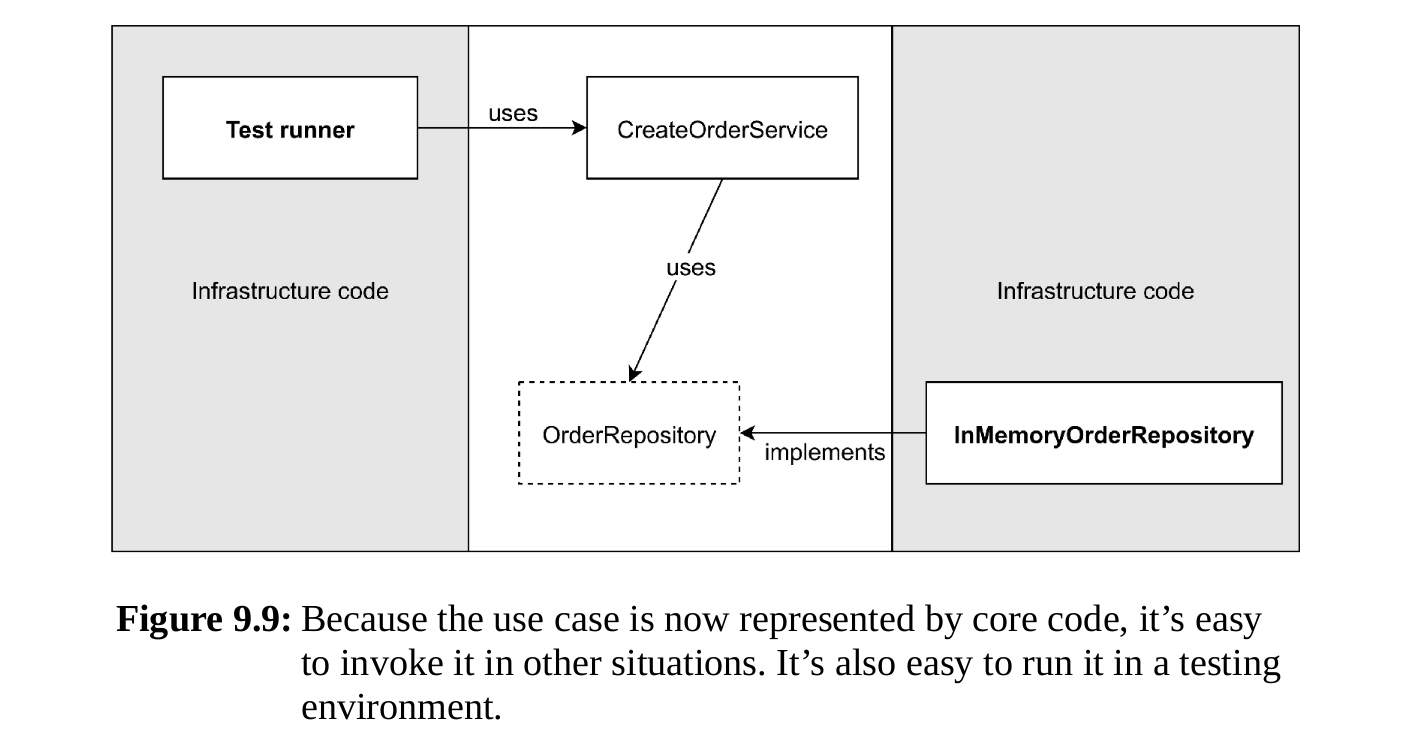 uses
Test runner
CreateOrderService
uses
Infrastructure code
Infrastructure code
OrderRepository
implements
InMemoryOrderRepository
Figure 9.9: Because the use case is now represented by core code, it’s easy
to invoke it in other situations. It’s also easy to run it in a testing
environment.